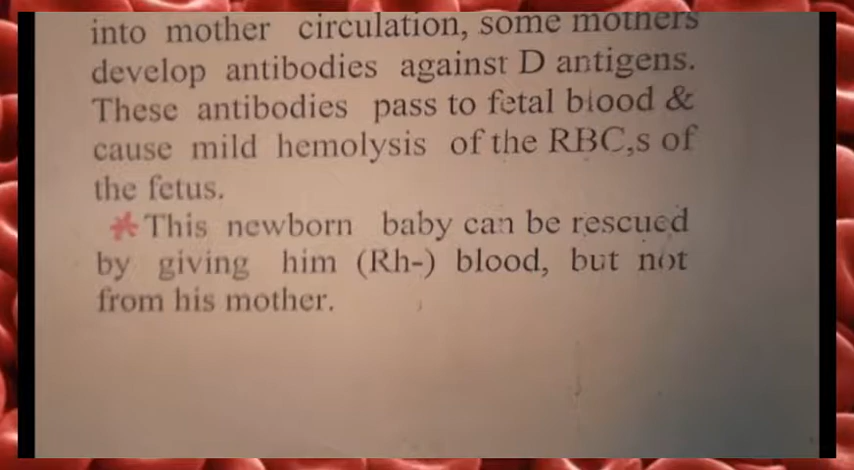 into mother circulation, some mothers
develop antibodies against D antigens.
These antibodies pass to fetal blood &
cause mild hemolysis of the RBC,s of
the fetus.
* This newborn baby can be rescued
by giving him (Rh-) blood, but not
from his mother.